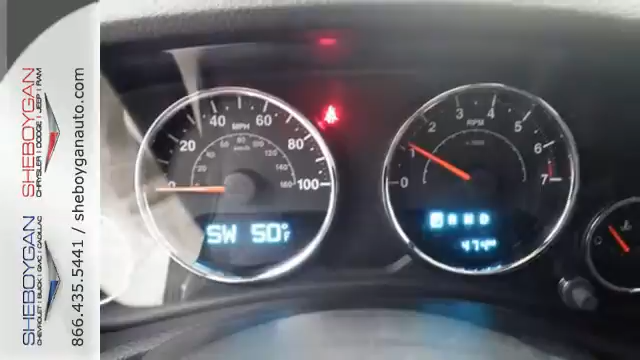 SHEBOYGAN
CHRYSLER | DODGE | JEEP | RAM
SHEBOYGAN
CHEVROLET | BUICK | GMC | CADILLAC
866.435.5441 / sheboyganauto.com
0 20 40 60 80 100
MPH
km/h
SW 50°F
0 1 2 3 4 5 6 7
RPM
P R N D